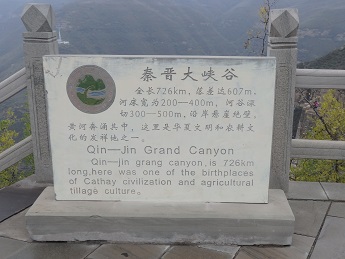 秦晋大峡谷
全长726km,落差达607m,
河床宽为200—400m,河谷深
切300—500m,沿岸悬崖绝壁,
黄河奔涌其中,这里是华夏文明和农耕文
化的发祥地之一。
Qin—Jin Grand Canyon
Qin—jin grang canyon,is 726km
long,here was one of the birthplaces
of Cathay civilization and agricultural
tillage culture.